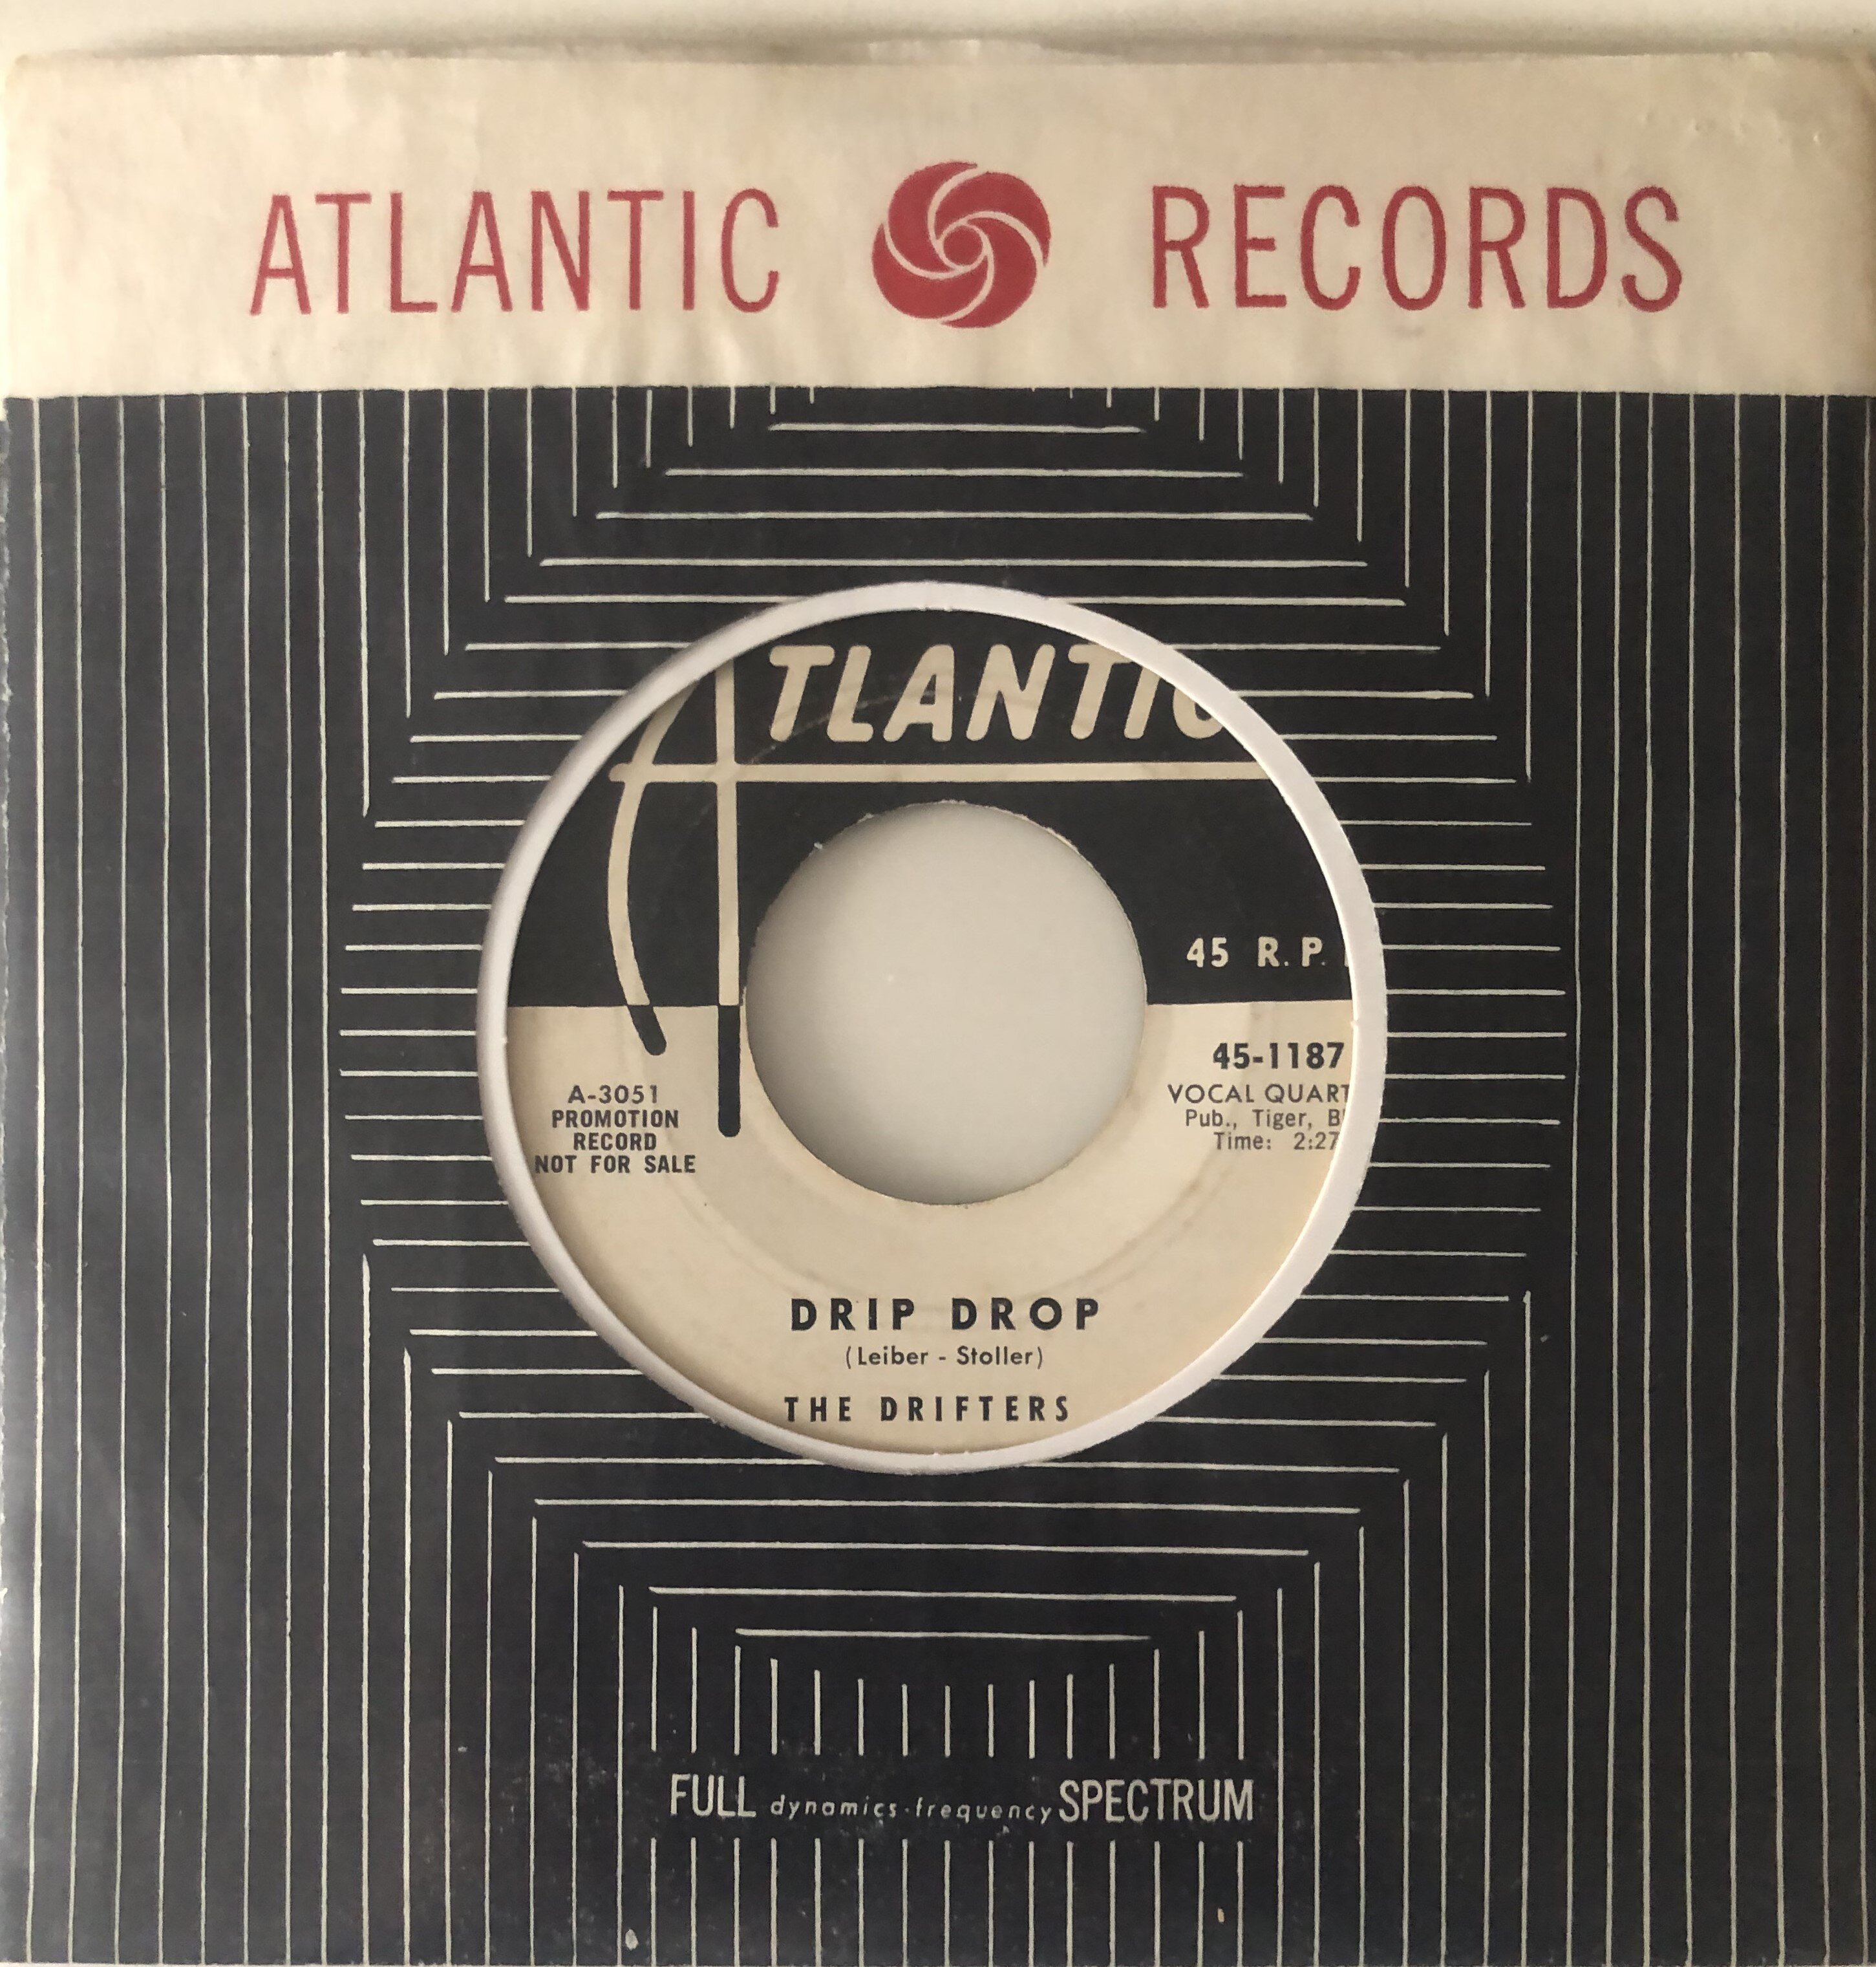 ATLANTIC RECORDS
ATLANTIC
45 R.P.
45-1187
VOCAL QUART
Pub., Tiger, B
Time: 2:27
A-3051
PROMOTION
RECORD
NOT FOR SALE
DRIP DROP
(Leiber - Stoller)
THE DRIFTERS
FULL dynamics-frequency SPECTRUM